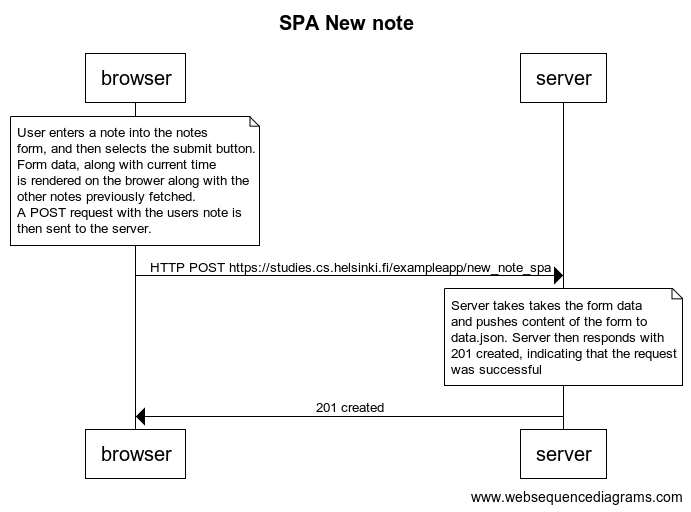 SPA New note
browser
server
User enters a note into the notes
form, and then selects the submit button.
Form data, along with current time
is rendered on the brower along with the
other notes previously fetched.
A POST request with the users note is
then sent to the server.
HTTP POST https://studies.cs.helsinki.fi/exampleapp/new_note_spa
Server takes takes the form data
and pushes content of the form to
data.json. Server then responds with
201 created, indicating that the request
was successful
201 created
browser
server
www.websequencediagrams.com